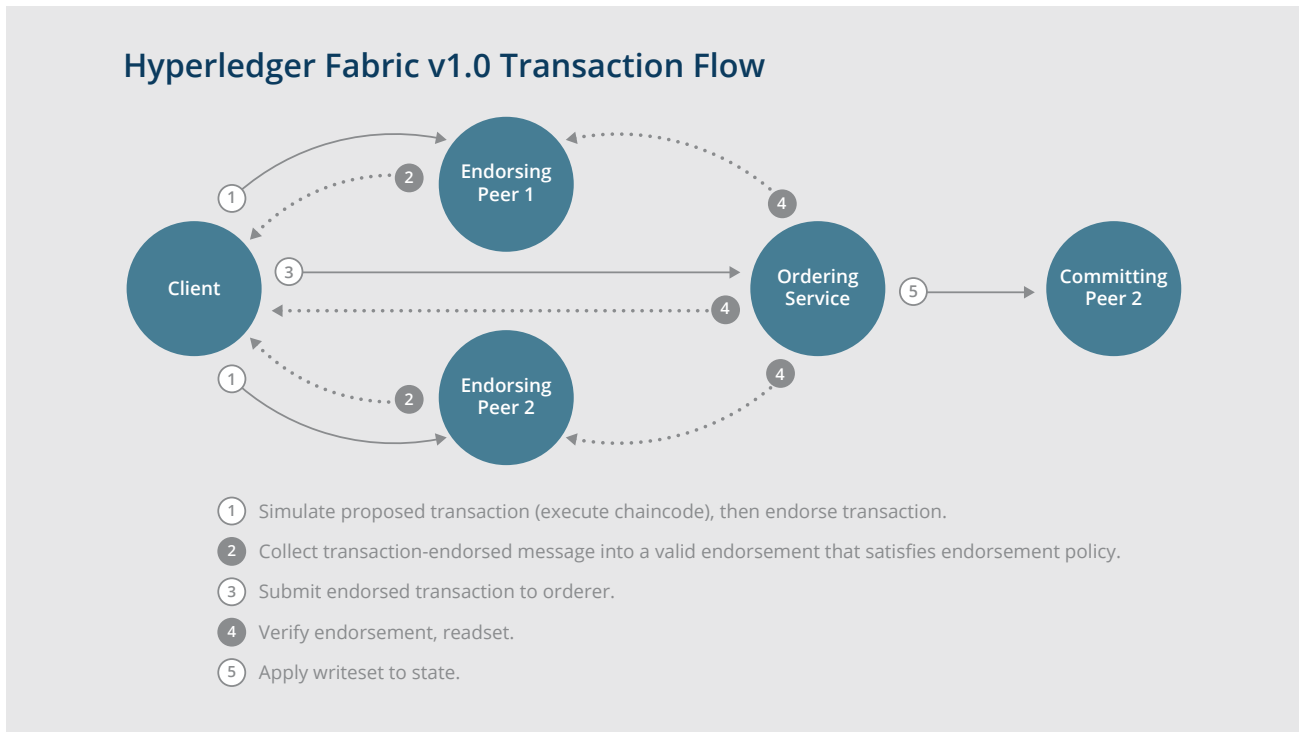 Hyperledger Fabric v1.0 Transaction Flow
Endorsing
Peer 1
2
1
4
Client
3
Ordering
Service
5
Committing
Peer 2
4
1
Endorsing
Peer 2
2
4
1 Simulate proposed transaction (execute chaincode), then endorse transaction.
2 Collect transaction-endorsed message into a valid endorsement that satisfies endorsement policy.
3 Submit endorsed transaction to orderer.
4 Verify endorsement, readset.
5 Apply writeset to state.